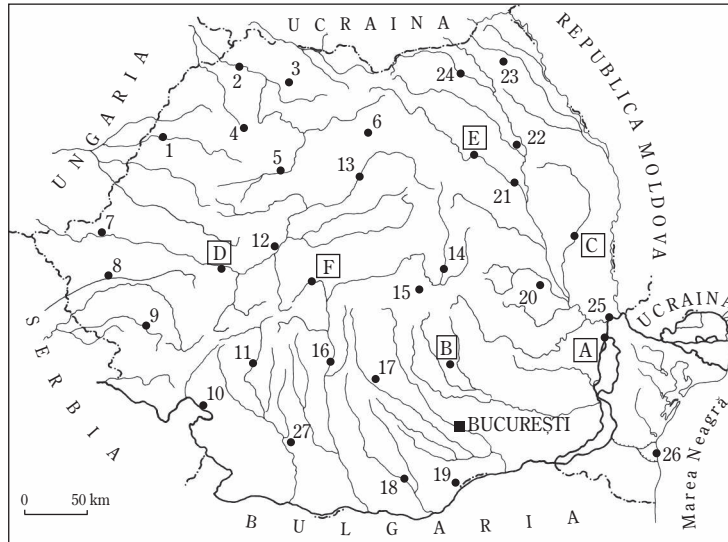 UCRAINA
REPUBLICA MOLDOVA
UNGARIA
2
3
24
23
4
1
6
E
22
5
13
21
7
12
D
F
14
C
8
15
20
25
UCRAINA
9
A
SERBIA
11
16
B
17
10
BUCUREȘTI
27
26
Marea Neagră
18
19
0 50 km
BULGARIA